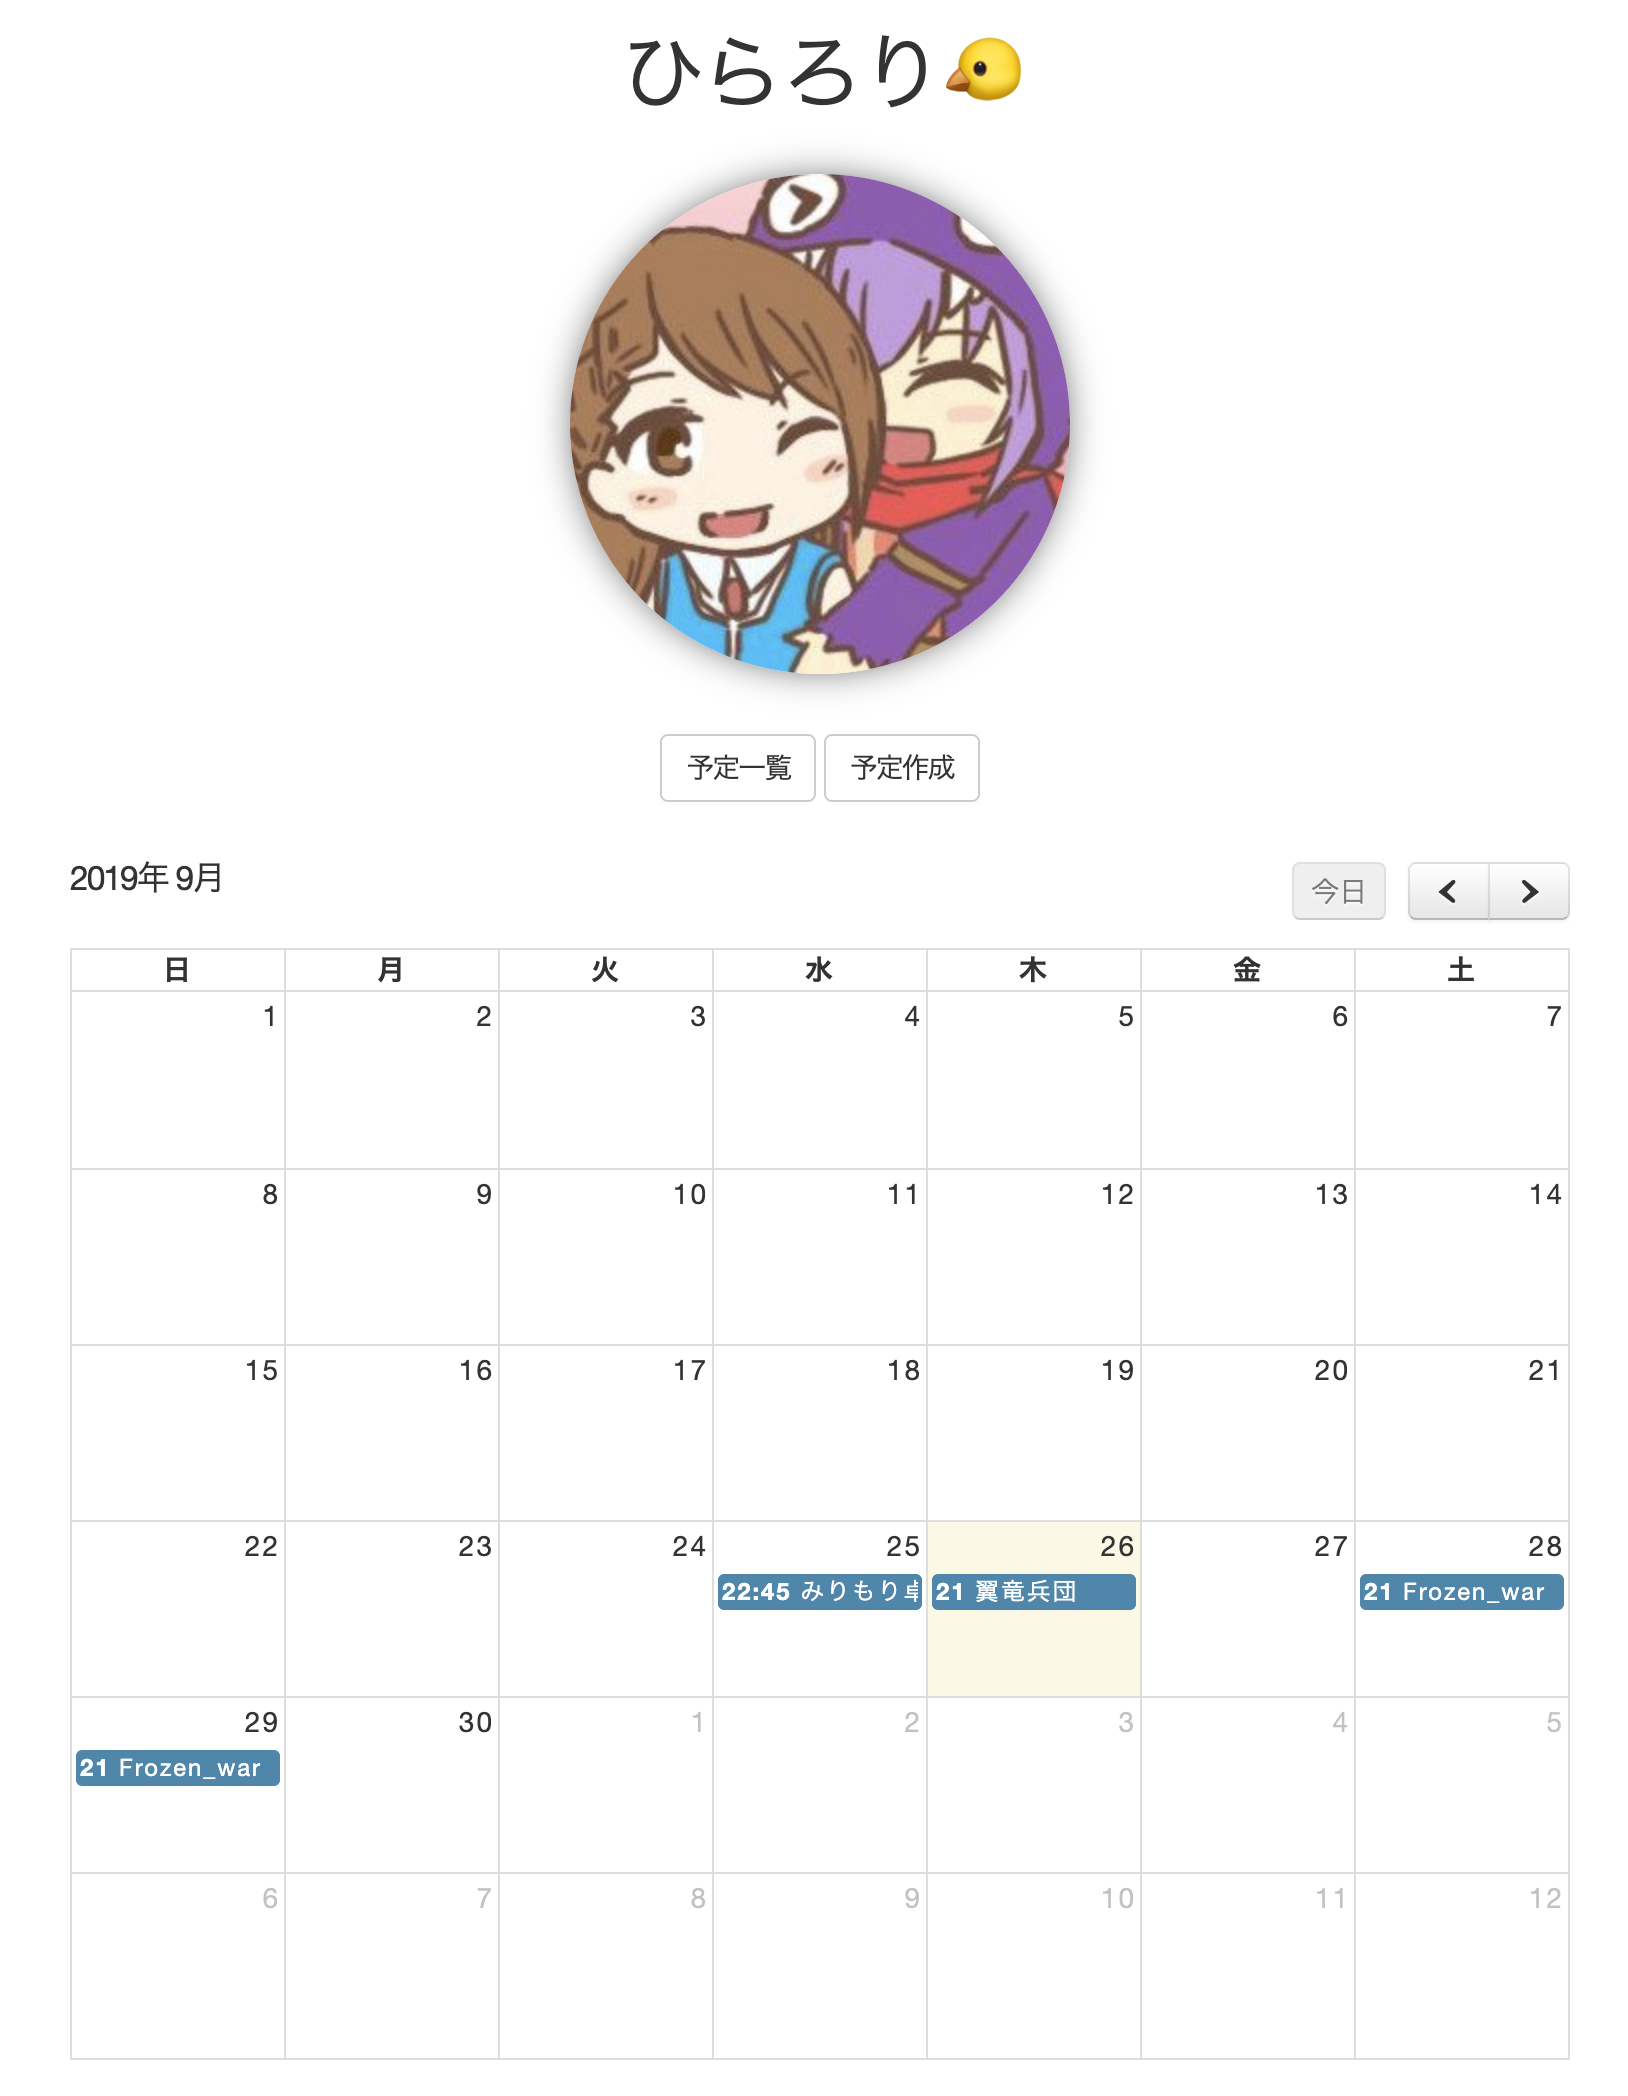 ひらろり🐤
予定一覧 予定作成
2019年 9月 今日
日 月 火 水 木 金 土
1 2 3 4 5 6 7
8 9 10 11 12 13 14
15 16 17 18 19 20 21
22 23 24 25 26 27 28
22:45 みりもり 21 翼竜兵団 21 Frozen_war
29 30 1 2 3 4 5
21 Frozen_war
6 7 8 9 10 11 12